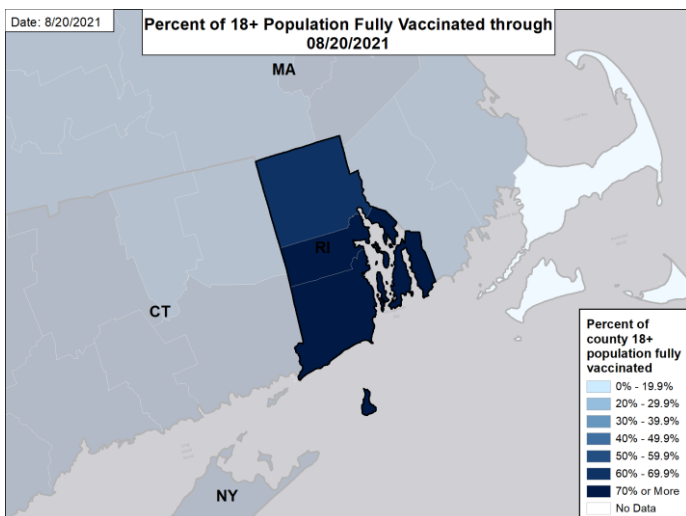 Date: 8/20/2021
Percent of 18+ Population Fully Vaccinated through
08/20/2021
MA
RI
CT
NY
Percent of
county 18+
population fully
vaccinated
0% - 19.9%
20% - 29.9%
30% - 39.9%
40% - 49.9%
50% - 59.9%
60% - 69.9%
70% or More
No Data